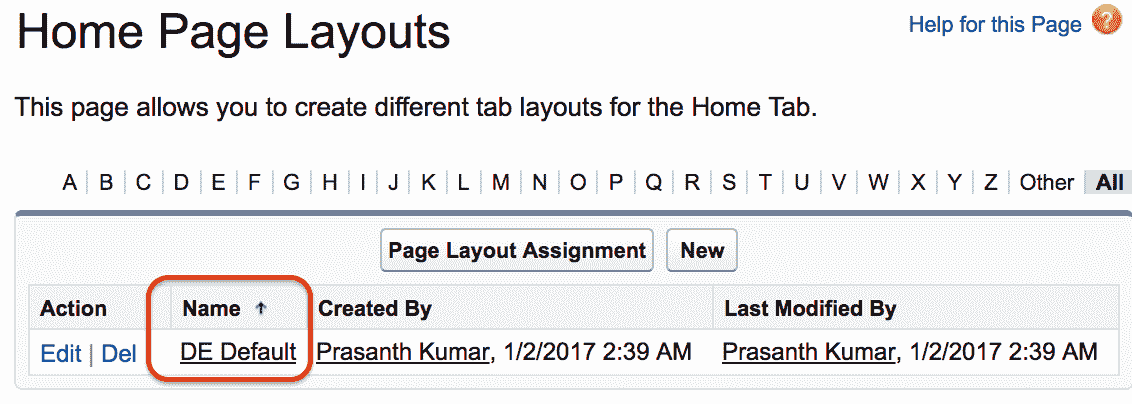 Home Page Layouts
Help for this Page ?
This page allows you to create different tab layouts for the Home Tab.
A | B | C | D | E | F | G | H | I | J | K | L | M | N | O | P | Q | R | S | T | U | V | W | X | Y | Z | Other | All
Page Layout Assignment New
Action Name ↑ Created By Last Modified By
Edit | Del DE Default Prasanth Kumar, 1/2/2017 2:39 AM Prasanth Kumar, 1/2/2017 2:39 AM